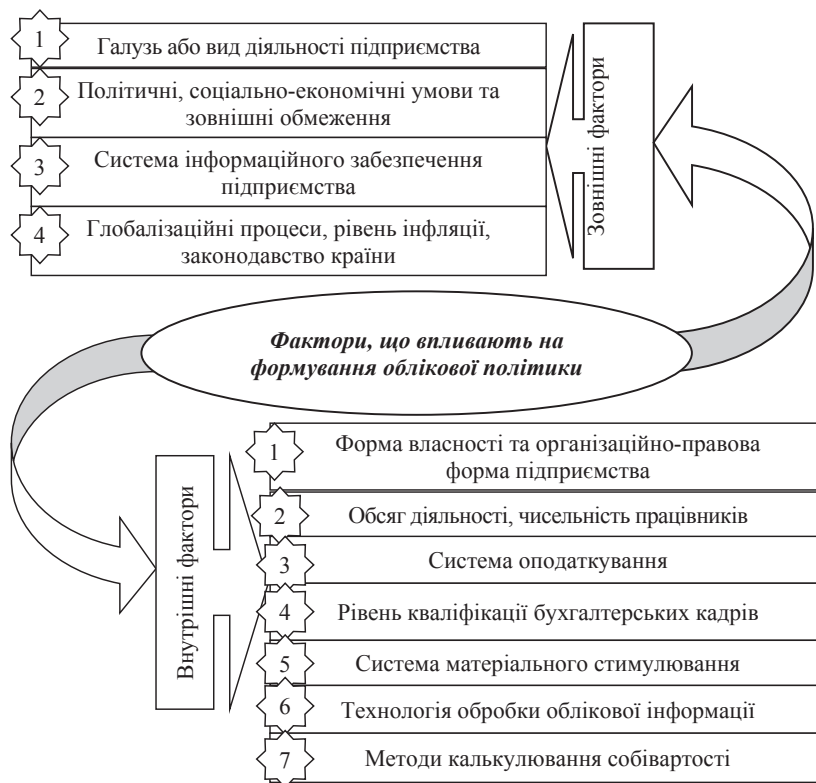 1 Галузь або вид діяльності підприємства
2 Політичні, соціально-економічні умови та
зовнішні обмеження
3 Система інформаційного забезпечення
підприємства
4 Глобалізаційні процеси, рівень інфляції,
законодавство країни
Зовнішні фактори
Фактори, що впливають на
формування облікової політики
Внутрішні фактори
1 Форма власності та організаційно-правова
форма підприємства
2 Обсяг діяльності, чисельність працівників
3 Система оподаткування
4 Рівень кваліфікації бухгалтерських кадрів
5 Система матеріального стимулювання
6 Технологія обробки облікової інформації
7 Методи калькулювання собівартості